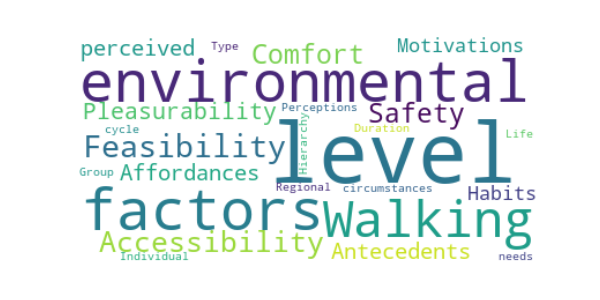 perceived Type Comfort Motivations
environmental
Pleasurability Perceptions Safety
cycle Feasibility Hierarchy level Duration Life
Group Affordances Regional circumstances Habits
factors Walking
Accessibility Antecedents
Individual needs